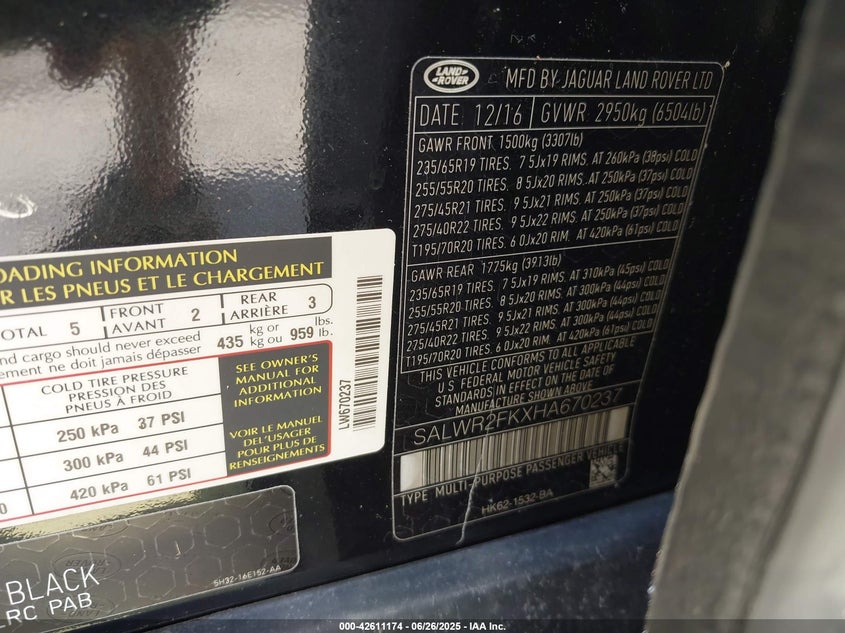 LAND
ROVER
MFD BY JAGUAR LAND ROVER LTD
DATE: 12/16 GVWR: 2950kg (6504lb)
GAWR FRONT 1500kg (3307lb)
235/65R19 TIRES. 7 5Jx19 RIMS. AT 260kPa (38psi) COLD
255/55R20 TIRES. 8 5Jx20 RIMS. AT 250kPa (37psi) COLD
275/45R21 TIRES. 9 5Jx21 RIMS. AT 250kPa (37psi) COLD
275/40R22 TIRES. 9 5Jx22 RIMS. AT 250kPa (37psi) COLD
T195/70R20 TIRES. 6 0Jx20 RIM. AT 420kPa (61psi) COLD
GAWR REAR 1775kg (3913lb)
235/65R19 TIRES. 7 5Jx19 RIMS. AT 310kPa (45psi) COLD
255/55R20 TIRES. 8 5Jx20 RIMS. AT 300kPa (44psi) COLD
275/45R21 TIRES. 9 5Jx21 RIMS. AT 300kPa (44psi) COLD
275/40R22 TIRES. 9 5Jx22 RIMS. AT 300kPa (44psi) COLD
T195/70R20 TIRES. 6 0Jx20 RIM. AT 420kPa (61psi) COLD
THIS VEHICLE CONFORMS TO ALL APPLICABLE
U.S. FEDERAL MOTOR VEHICLE SAFETY
STANDARDS IN EFFECT ON THE DATE OF
MANUFACTURE SHOWN ABOVE
SALWR2FKXHA670237
TYPE: MULTI-PURPOSE PASSENGER VEHICLE
HK62-1532-BA
OADING INFORMATION
R LES PNEUS ET LE CHARGEMENT
OTAL 5 FRONT AVANT 2 REAR ARRIÈRE 3
nd cargo should never exceed
ement ne doit jamais dépasser 435 kg or kg ou 959 lbs. lb.
COLD TIRE PRESSURE
PRESSION DES
PNEUS À FROID
250 kPa 37 PSI
300 kPa 44 PSI
0 420 kPa 61 PSI
SEE OWNER'S
MANUAL FOR
ADDITIONAL
INFORMATION
VOIR LE MANUEL
DEL'USAGER
POUR PLUS DE
RENSEIGNEMENTS
LW670237
5H32-16E152-AA
BLACK
RC PAB
000-42611174 - 06/26/2025 - IAA Inc.